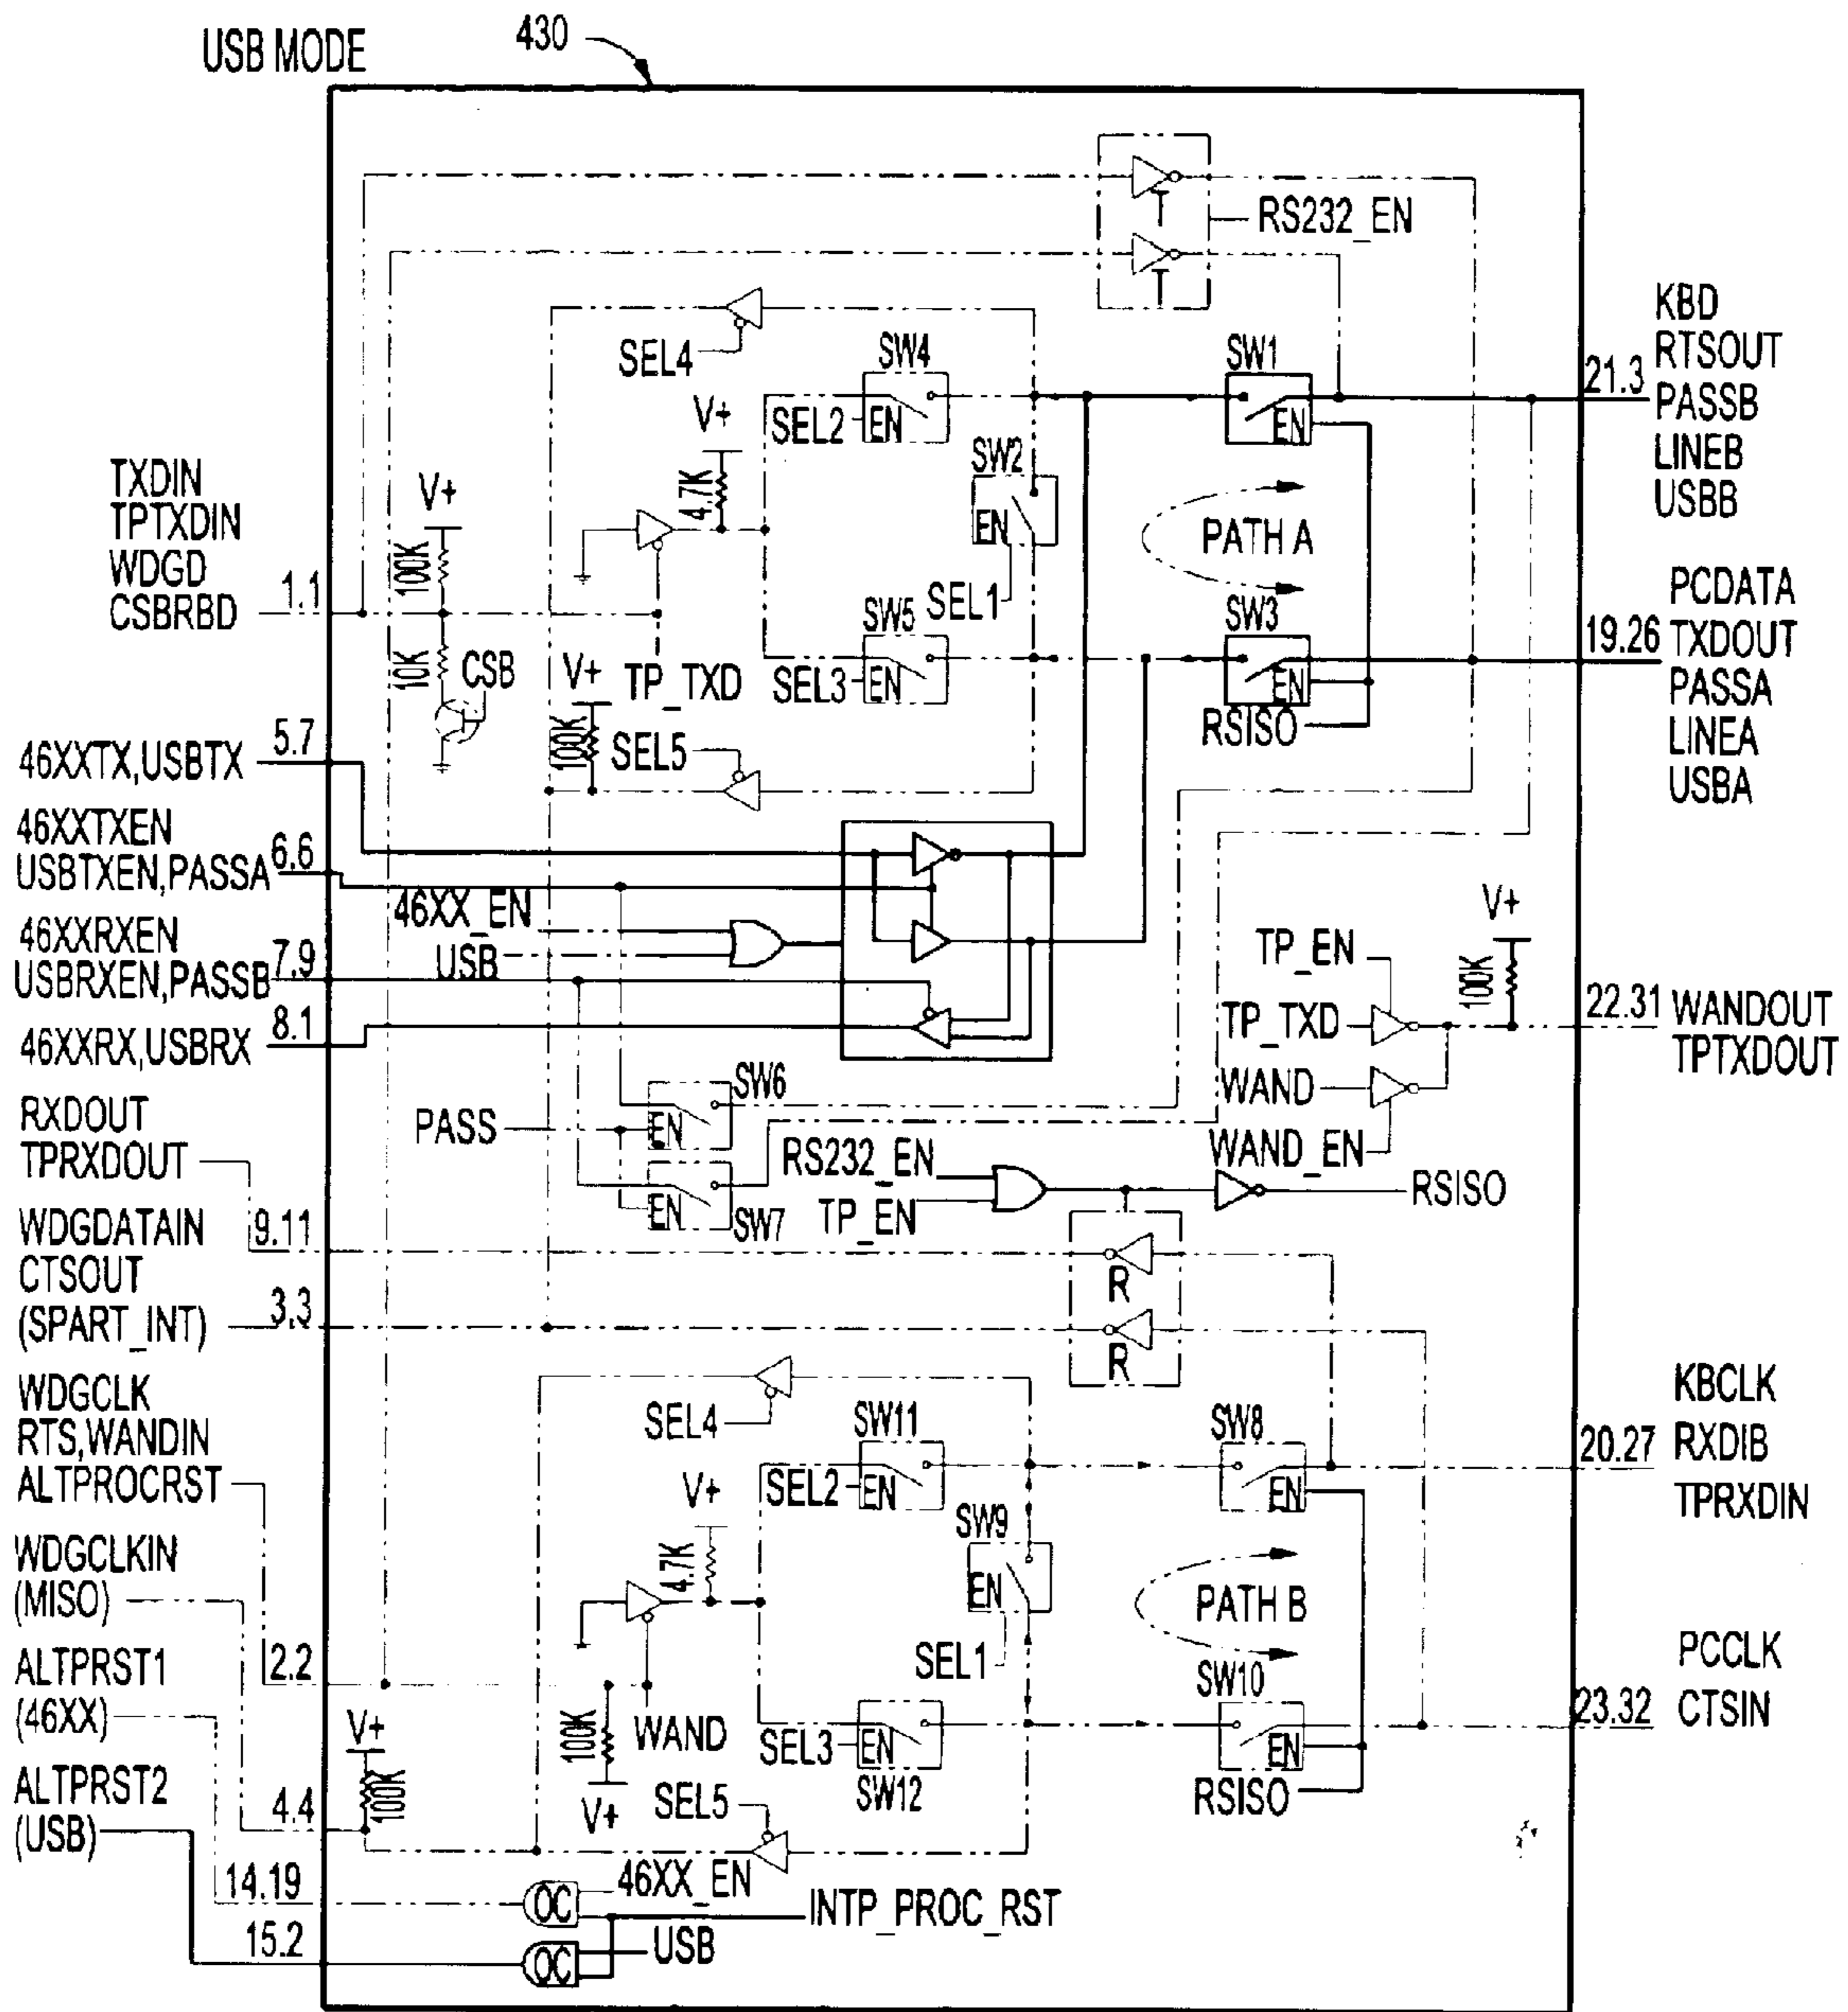 USB MODE
430
RS232_EN
KBD
RTSOUT
21.3
PASSB
LINEB
USBB
SEL4
SW4
SW1
V+
SEL2
EN
EN
4.7K
SW2
EN
TXDIN
TPTXDIN
WDGD
CSBRBD
1.1
V+
100K
10K
CSB
PATH A
SEL1
SW5
SW3
PCDATA
19.26
TXDOUT
PASSA
LINEA
USBA
TP_TXD
SEL3
EN
EN
V+
100K
SEL5
RSISO
5.7
46XXTX,USBTX
46XXTXEN
6.6
USBTXEN,PASSA
46XX_EN
USB
46XXRXEN
7.9
USBRXEN,PASSB
8.1
46XXRX,USBRX
V+
TP_EN
100K
TP_TXD
22.31
WANDOUT
TPTXDOUT
WAND
WAND_EN
RXDOUT
TPRXDOUT
PASS
SW6
EN
EN
SW7
RS232_EN
TP_EN
RSISO
9.11
WDGDATAIN
CTSOUT
3.3
(SPART_INT)
R
R
WDGCLK
RTS,WANDIN
ALTPROCRST
2.2
SEL4
SW11
SW8
SEL2
EN
EN
V+
4.7K
SW9
EN
KBCLK
20.27
RXDIB
TPRXDIN
PATH B
WDGCLKIN
(MISO)
4.4
SEL1
SW10
PCCLK
23.32
CTSIN
ALTPRST1
(46XX)
14.19
V+
100K
100K
WAND
V+
SEL3
EN
SW12
EN
SEL5
RSISO
ALTPRST2
(USB)
15.2
OC
46XX_EN
INTP_PROC_RST
OC
USB